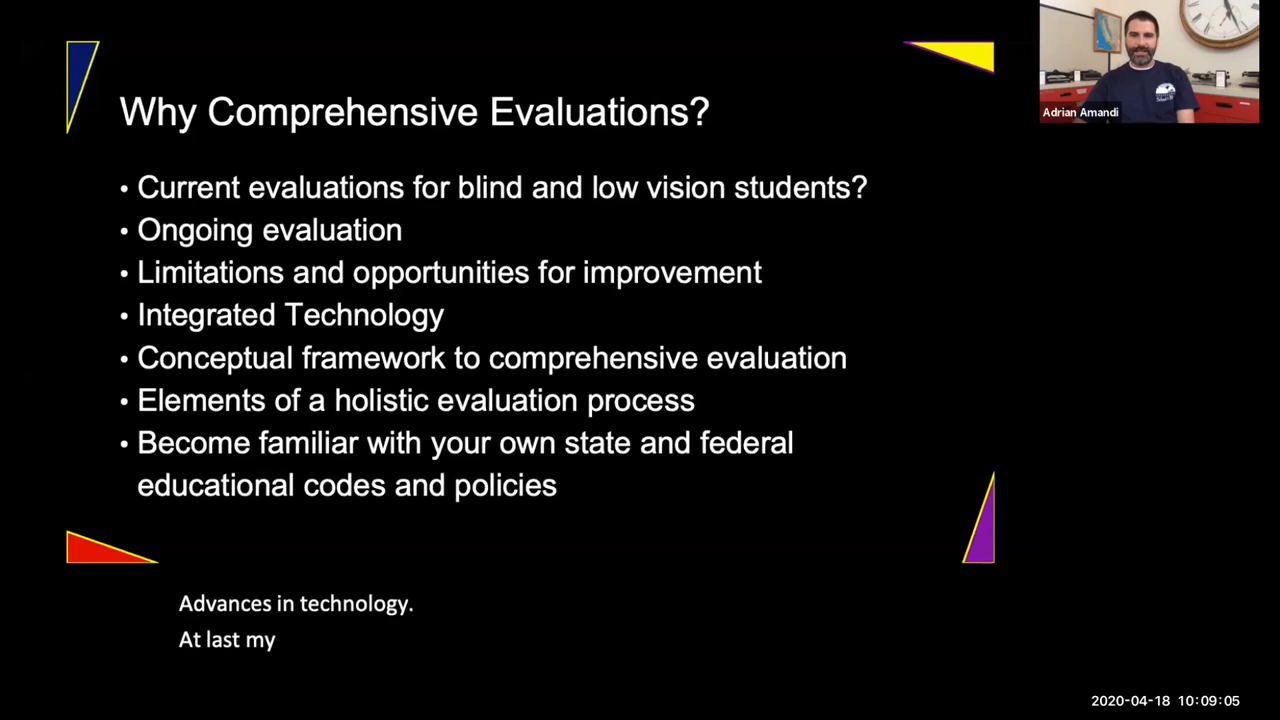 Why Comprehensive Evaluations?
• Current evaluations for blind and low vision students?
• Ongoing evaluation
• Limitations and opportunities for improvement
• Integrated Technology
• Conceptual framework to comprehensive evaluation
• Elements of a holistic evaluation process
• Become familiar with your own state and federal
educational codes and policies
Adrian Amandi
Advances in technology.
At last my
2020-04-18 10:09:05